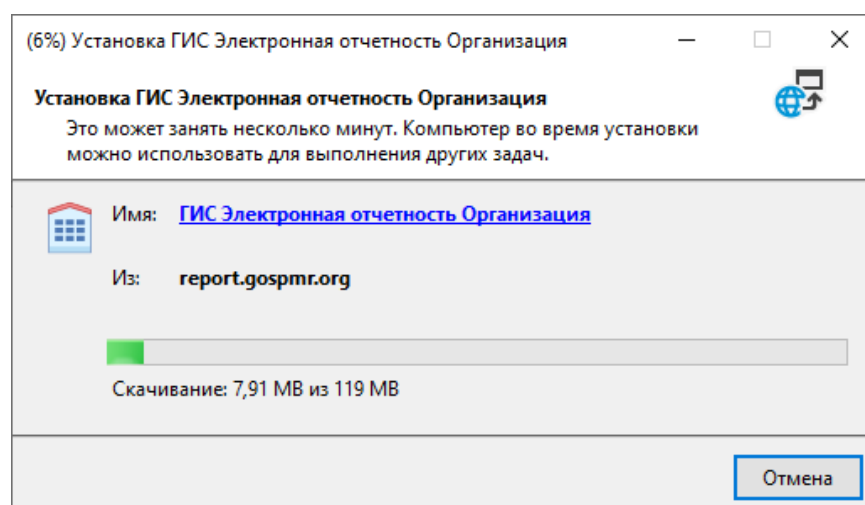 (6%) Установка ГИС Электронная отчетность Организация
Установка ГИС Электронная отчетность Организация
Это может занять несколько минут. Компьютер во время установки
можно использовать для выполнения других задач.
Имя: ГИС Электронная отчетность Организация
Из: report.gospmr.org
Скачивание: 7,91 MB из 119 MB
Отмена